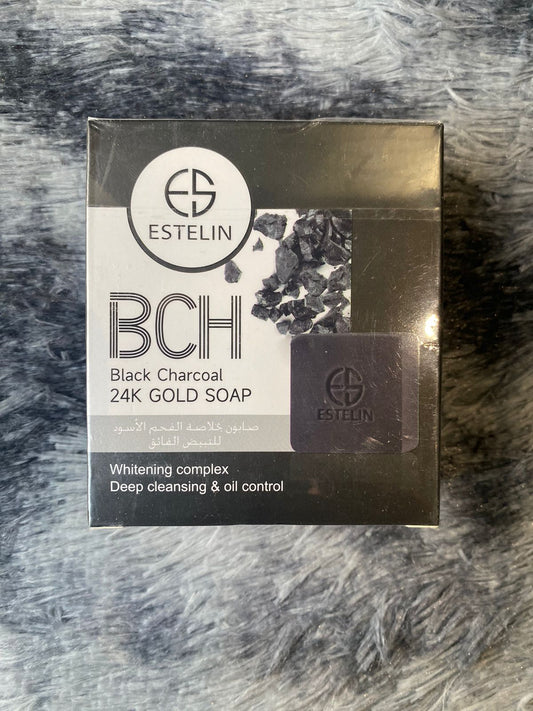 ES
ESTELIN
BCH
Black Charcoal
24K GOLD SOAP
صابون بخلاصة الفحم الأسود
للتبيض الفائق
ES
ESTELIN
Whitening complex
Deep cleansing & oil control